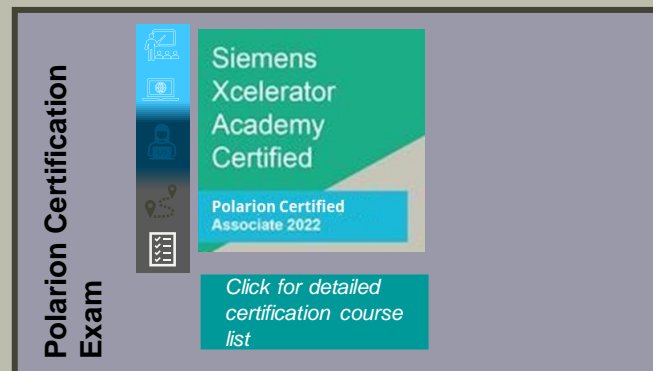 Polarion Certification
Exam
Siemens
Xcelerator
Academy
Certified
Polarion Certified
Associate 2022
Click for detailed
certification course
list